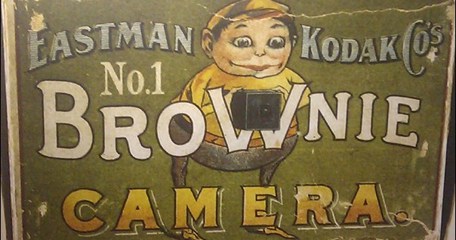 EASTMAN KODAK Co's
No.1
BROWNIE
CAMERA.